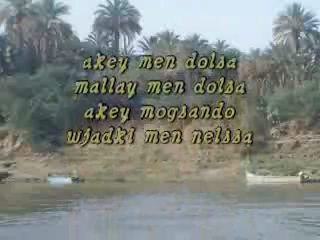 akey men dolsa
mallay men dolsa
akey mogsando
wjadki men nelssa